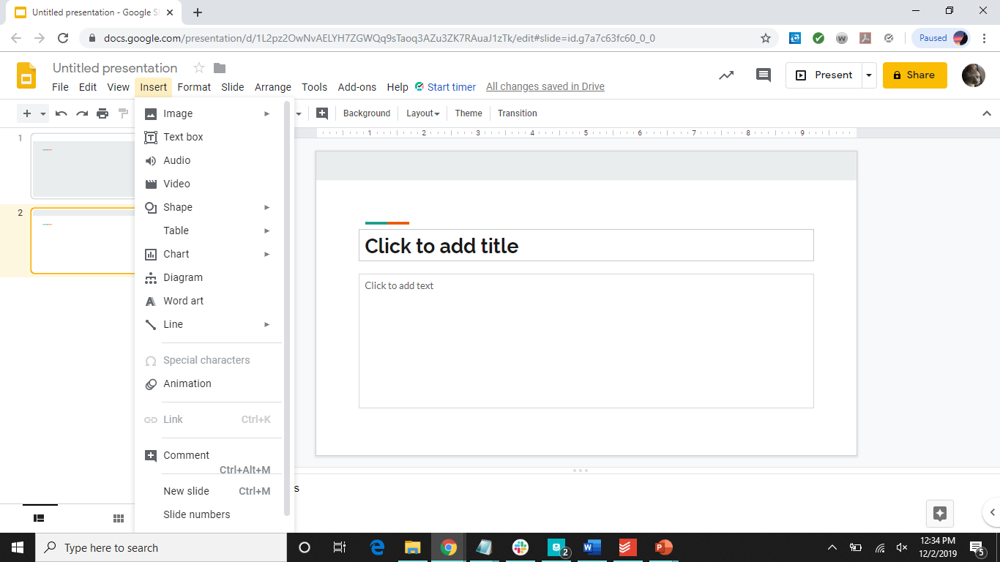 Untitled presentation - Google Sl
docs.google.com/presentation/d/1L2pz2OwNvAELYH7ZGWQq9sTaoq3AZu3ZK7RAuaJ1zTk/edit#slide=id.g7a7c63fc60_0_0
Paused
Untitled presentation
Present
Share
File Edit View Insert Format Slide Arrange Tools Add-ons Help Start timer All changes saved in Drive
Background Layout Theme Transition
1 2 3 4 5 6 7 8 9
1
2
Image
Text box
Audio
Video
Shape
Table
Chart
Diagram
Word art
Line
Special characters
Animation
Link Ctrl+K
Comment
Ctrl+Alt+M
New slide Ctrl+M
Slide numbers
Click to add title
Click to add text
s
Type here to search
2
12:34 PM
12/2/2019
5